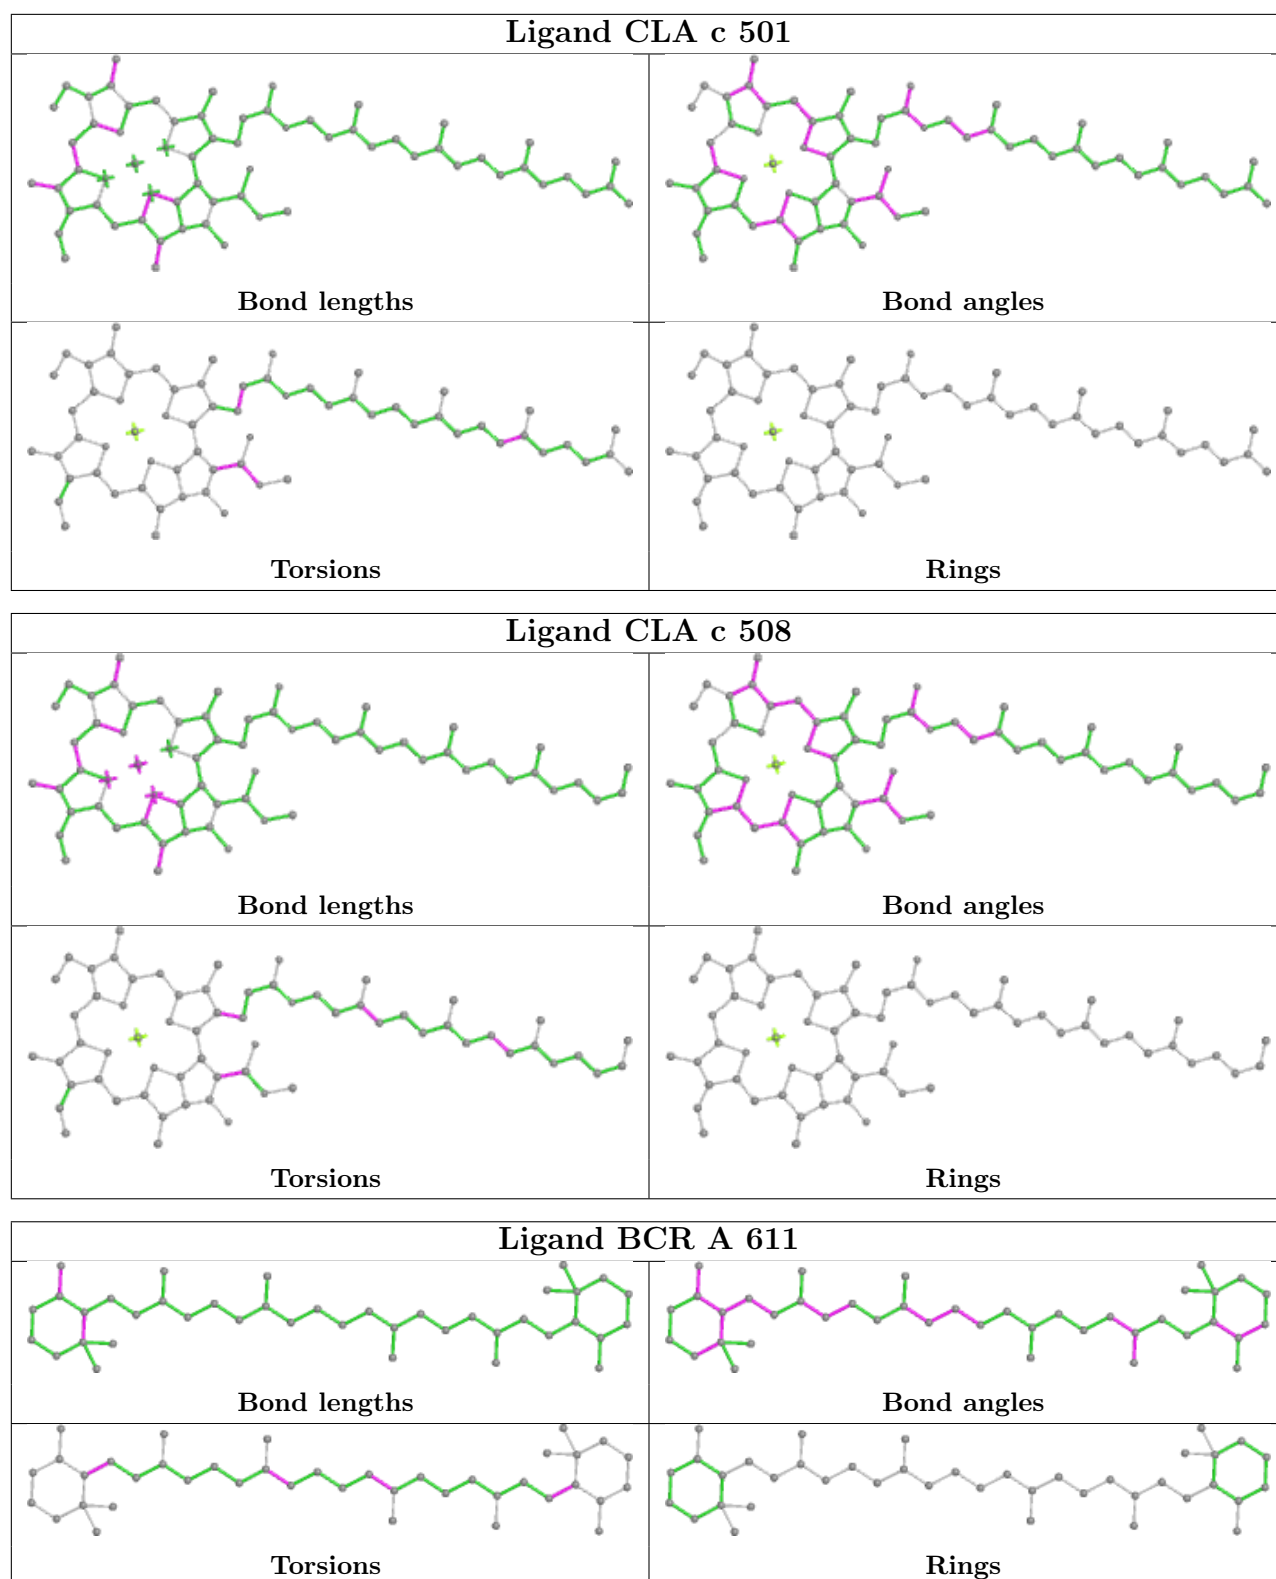 Ligand CLA c 501
Bond lengths
Bond angles
Torsions
Rings
Ligand CLA c 508
Bond lengths
Bond angles
Torsions
Rings
Ligand BCR A 611
Bond lengths
Bond angles
Torsions
Rings